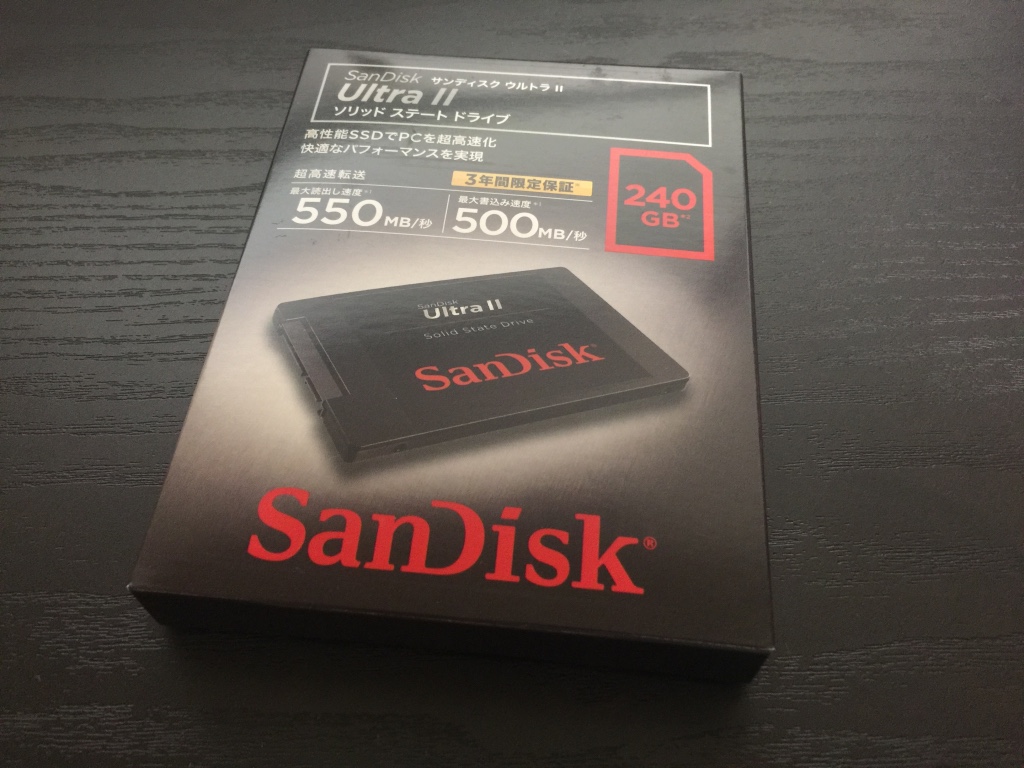 SanDisk サンディスク ウルトラ II
Ultra II
ソリッド ステート ドライブ
高性能SSDでPCを超高速化
快適なパフォーマンスを実現
超高速転送
3年間限定保証*
最大読出し速度*1
550MB/秒
最大書込み速度*1
500MB/秒
240
GB*2
SanDisk
Ultra II
Solid State Drive
SanDisk
SanDisk®